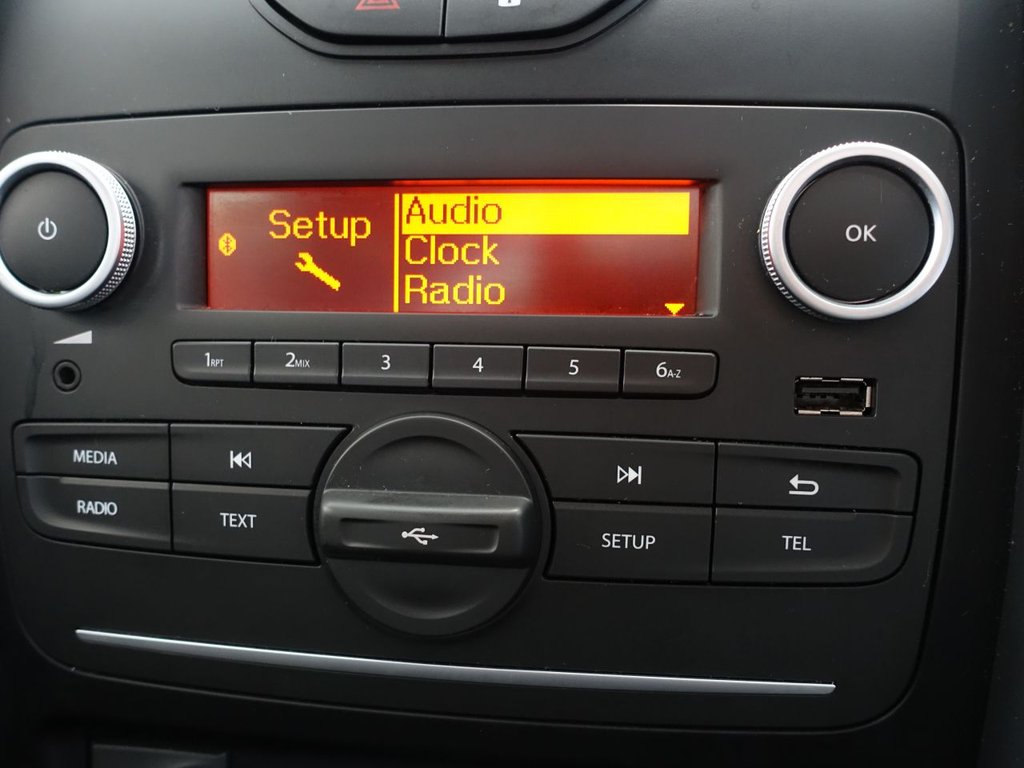 Setup
Audio
Clock
Radio
OK
1RPT 2MIX 3 4 5 6A-Z
MEDIA
RADIO
TEXT
SETUP
TEL